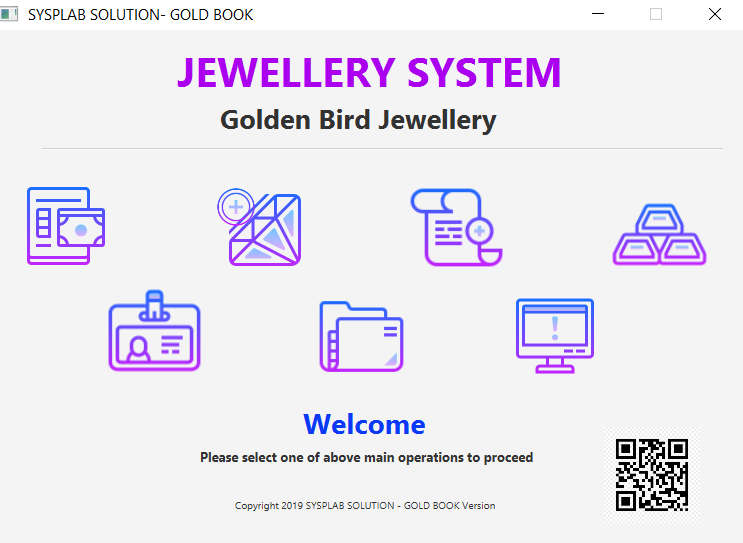 SYSPLAB SOLUTION- GOLD BOOK
JEWELLERY SYSTEM
Golden Bird Jewellery
Welcome
Please select one of above main operations to proceed
Copyright 2019 SYSPLAB SOLUTION - GOLD BOOK Version